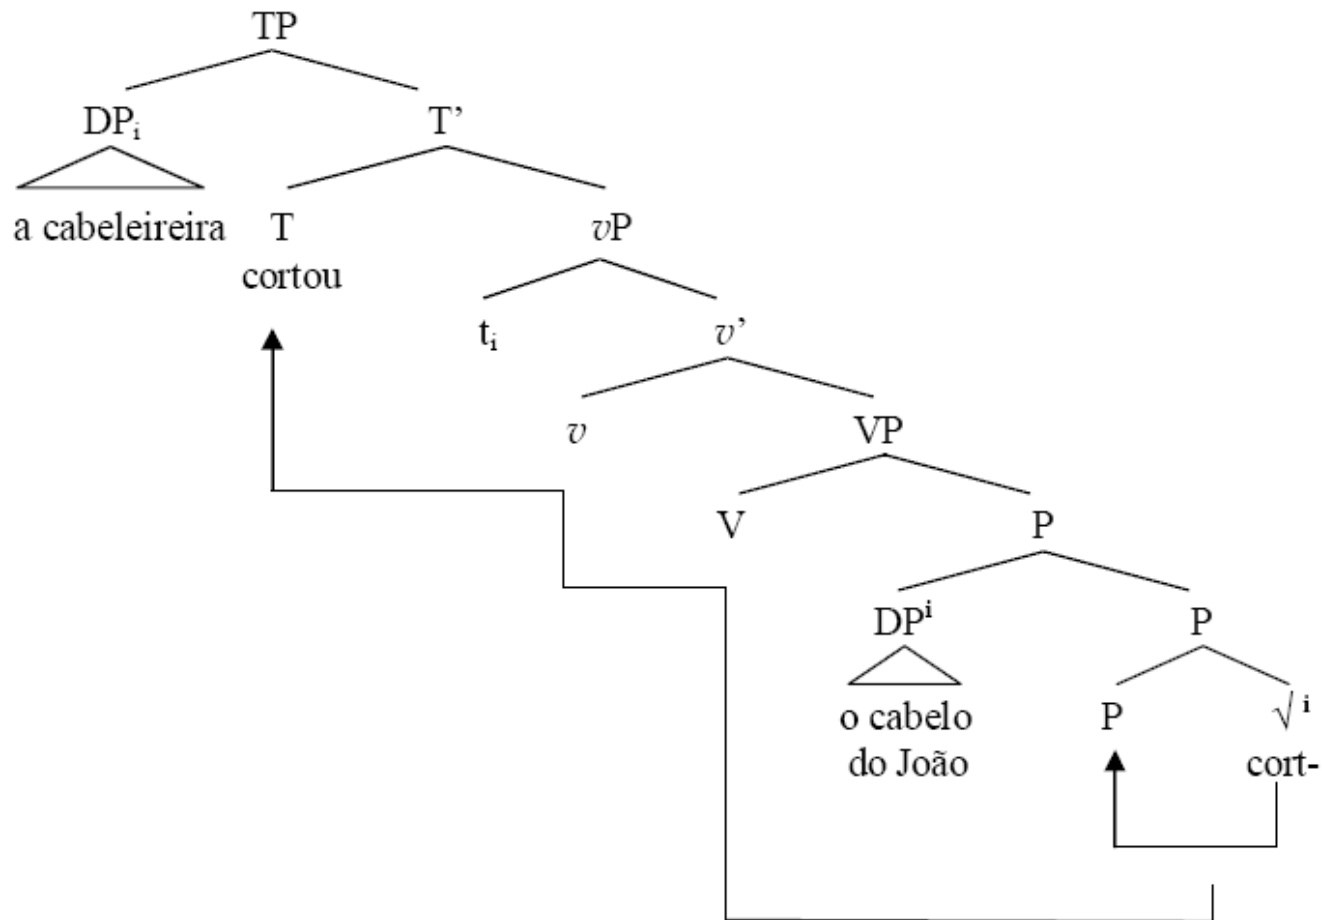 TP
DPᵢ T’
a cabeleireira T vP
cortou
tᵢ v’
v VP
V P
DPⁱ P
o cabelo P √ ⁱ
do João cort-